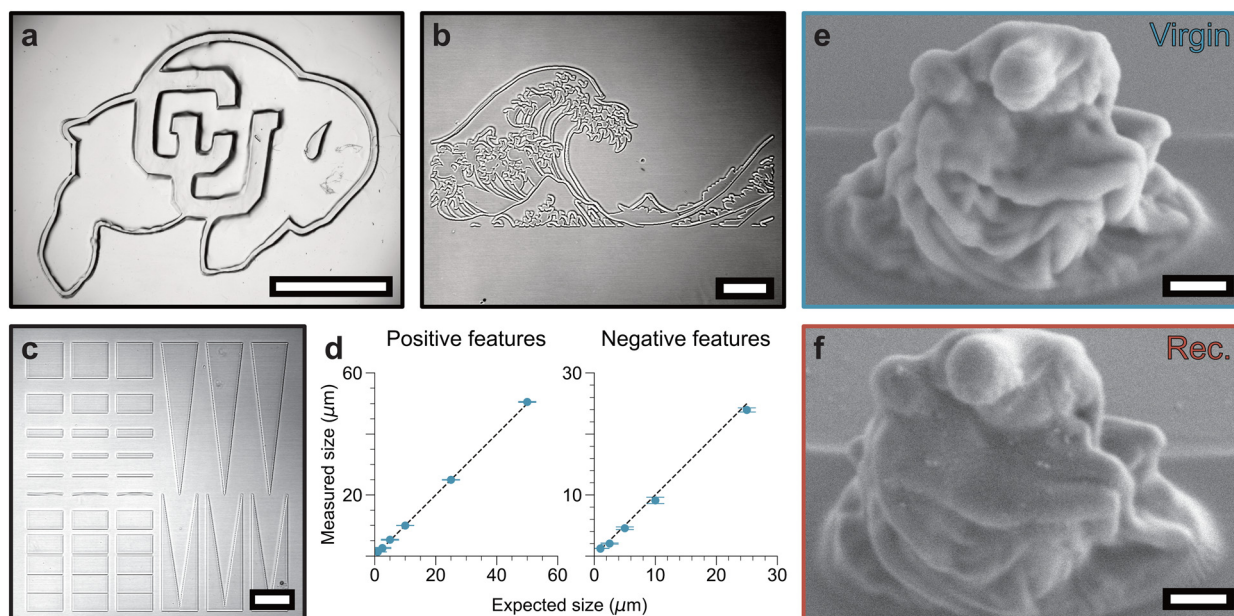 a
CU
b
e
Virgin
c
d
Positive features
Negative features
Measured size (μm)
60
20
0
20
40
60
30
10
0
10
20
30
Expected size (μm)
f
Rec.